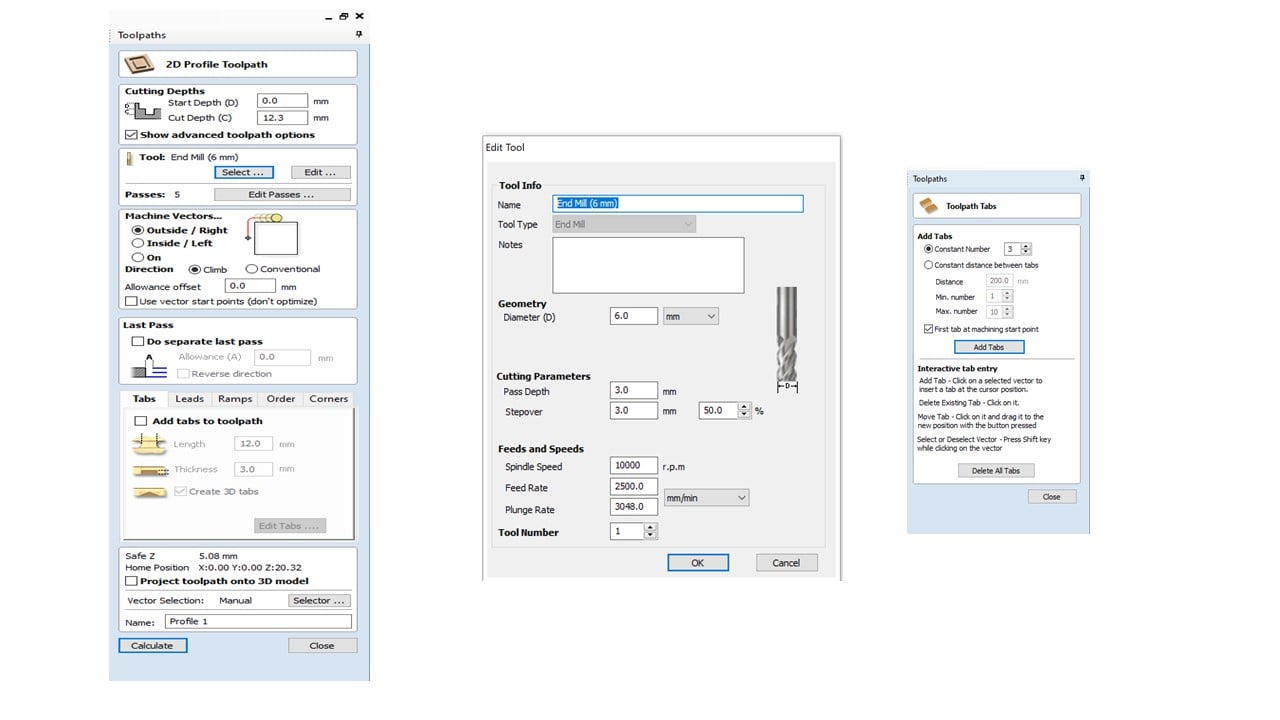 Toolpaths
2D Profile Toolpath
Cutting Depths
Start Depth (D) 0.0 mm
Cut Depth (C) 12.3 mm
Show advanced toolpath options
Tool: End Mill (6 mm)
Select ... Edit ...
Passes: 5 Edit Passes ...
Machine Vectors...
Outside / Right
Inside / Left
On
Direction Climb Conventional
Allowance offset 0.0 mm
Use vector start points (don't optimize)
Last Pass
Do separate last pass
A
Allowance (A) 0.0 mm
Reverse direction
Tabs Leads Ramps Order Corners
Add tabs to toolpath
Length 12.0 mm
Thickness 3.0 mm
Create 3D tabs
Edit Tabs ....
Safe Z 5.08 mm
Home Position X:0.00 Y:0.00 Z:20.32
Project toolpath onto 3D model
Vector Selection: Manual Selector ...
Name: Profile 1
Calculate Close
Edit Tool
Tool Info
Name End Mill (6 mm)
Tool Type End Mill
Notes
Geometry
Diameter (D) 6.0 mm
D
Cutting Parameters
Pass Depth 3.0 mm
Stepover 3.0 mm 50.0 %
Feeds and Speeds
Spindle Speed 10000 r.p.m
Feed Rate 2500.0
mm/min
Plunge Rate 3048.0
Tool Number 1
OK Cancel
Toolpaths
Toolpath Tabs
Add Tabs
Constant Number 3
Constant distance between tabs
Distance 200.0 mm
Min. number 1
Max. number 10
First tab at machining start point
Add Tabs
Interactive tab entry
Add Tab - Click on a selected vector to
insert a tab at the cursor position.
Delete Existing Tab - Click on it.
Move Tab - Click on it and drag it to the
new position with the button pressed
Select or Deselect Vector - Press Shift key
while clicking on the vector
Delete All Tabs
Close